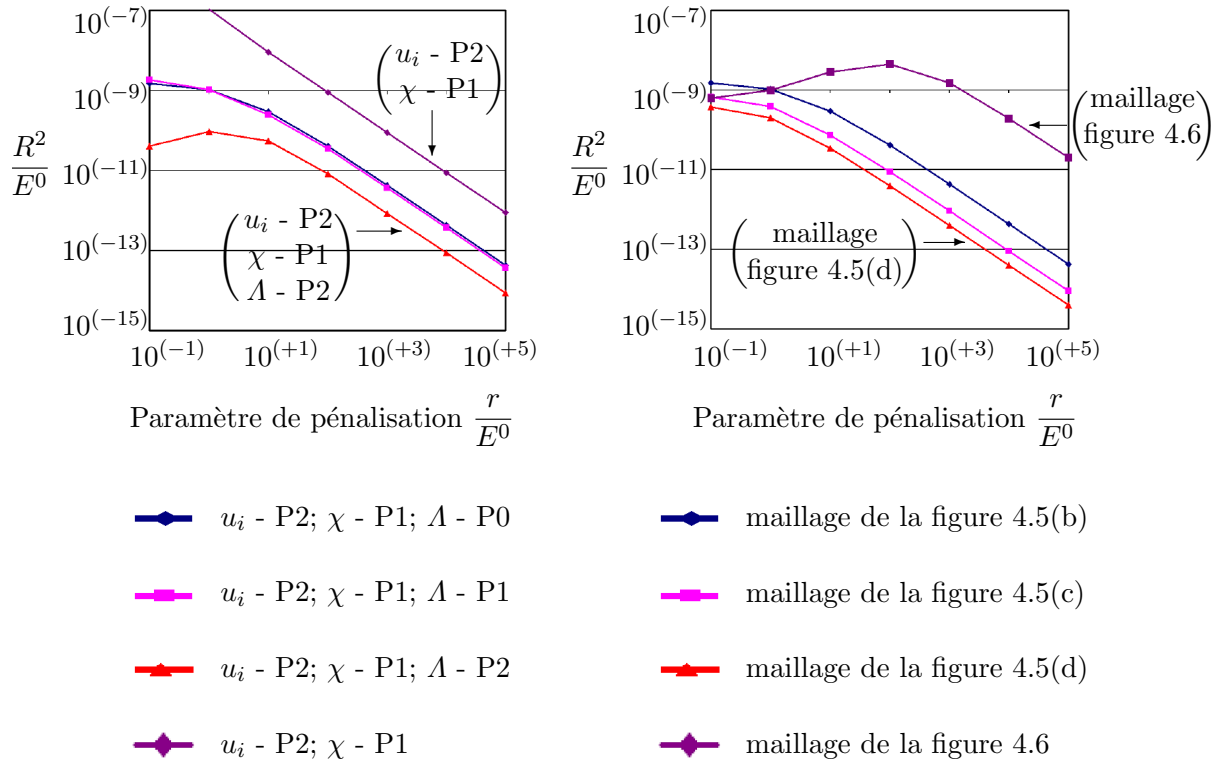 10^(−7)
10^(−9)
10^(−11)
10^(−13)
10^(−15)
R²/E⁰
(u_i - P2
χ - P1)
(u_i - P2
χ - P1
Λ - P2)
10^(−1) 10^(+1) 10^(+3) 10^(+5)
Paramètre de pénalisation r/E⁰
10^(−7)
10^(−9)
10^(−11)
10^(−13)
10^(−15)
R²/E⁰
(maillage
figure 4.6)
(maillage
figure 4.5(d))
10^(−1) 10^(+1) 10^(+3) 10^(+5)
Paramètre de pénalisation r/E⁰
u_i - P2; χ - P1; Λ - P0
u_i - P2; χ - P1; Λ - P1
u_i - P2; χ - P1; Λ - P2
u_i - P2; χ - P1
maillage de la figure 4.5(b)
maillage de la figure 4.5(c)
maillage de la figure 4.5(d)
maillage de la figure 4.6